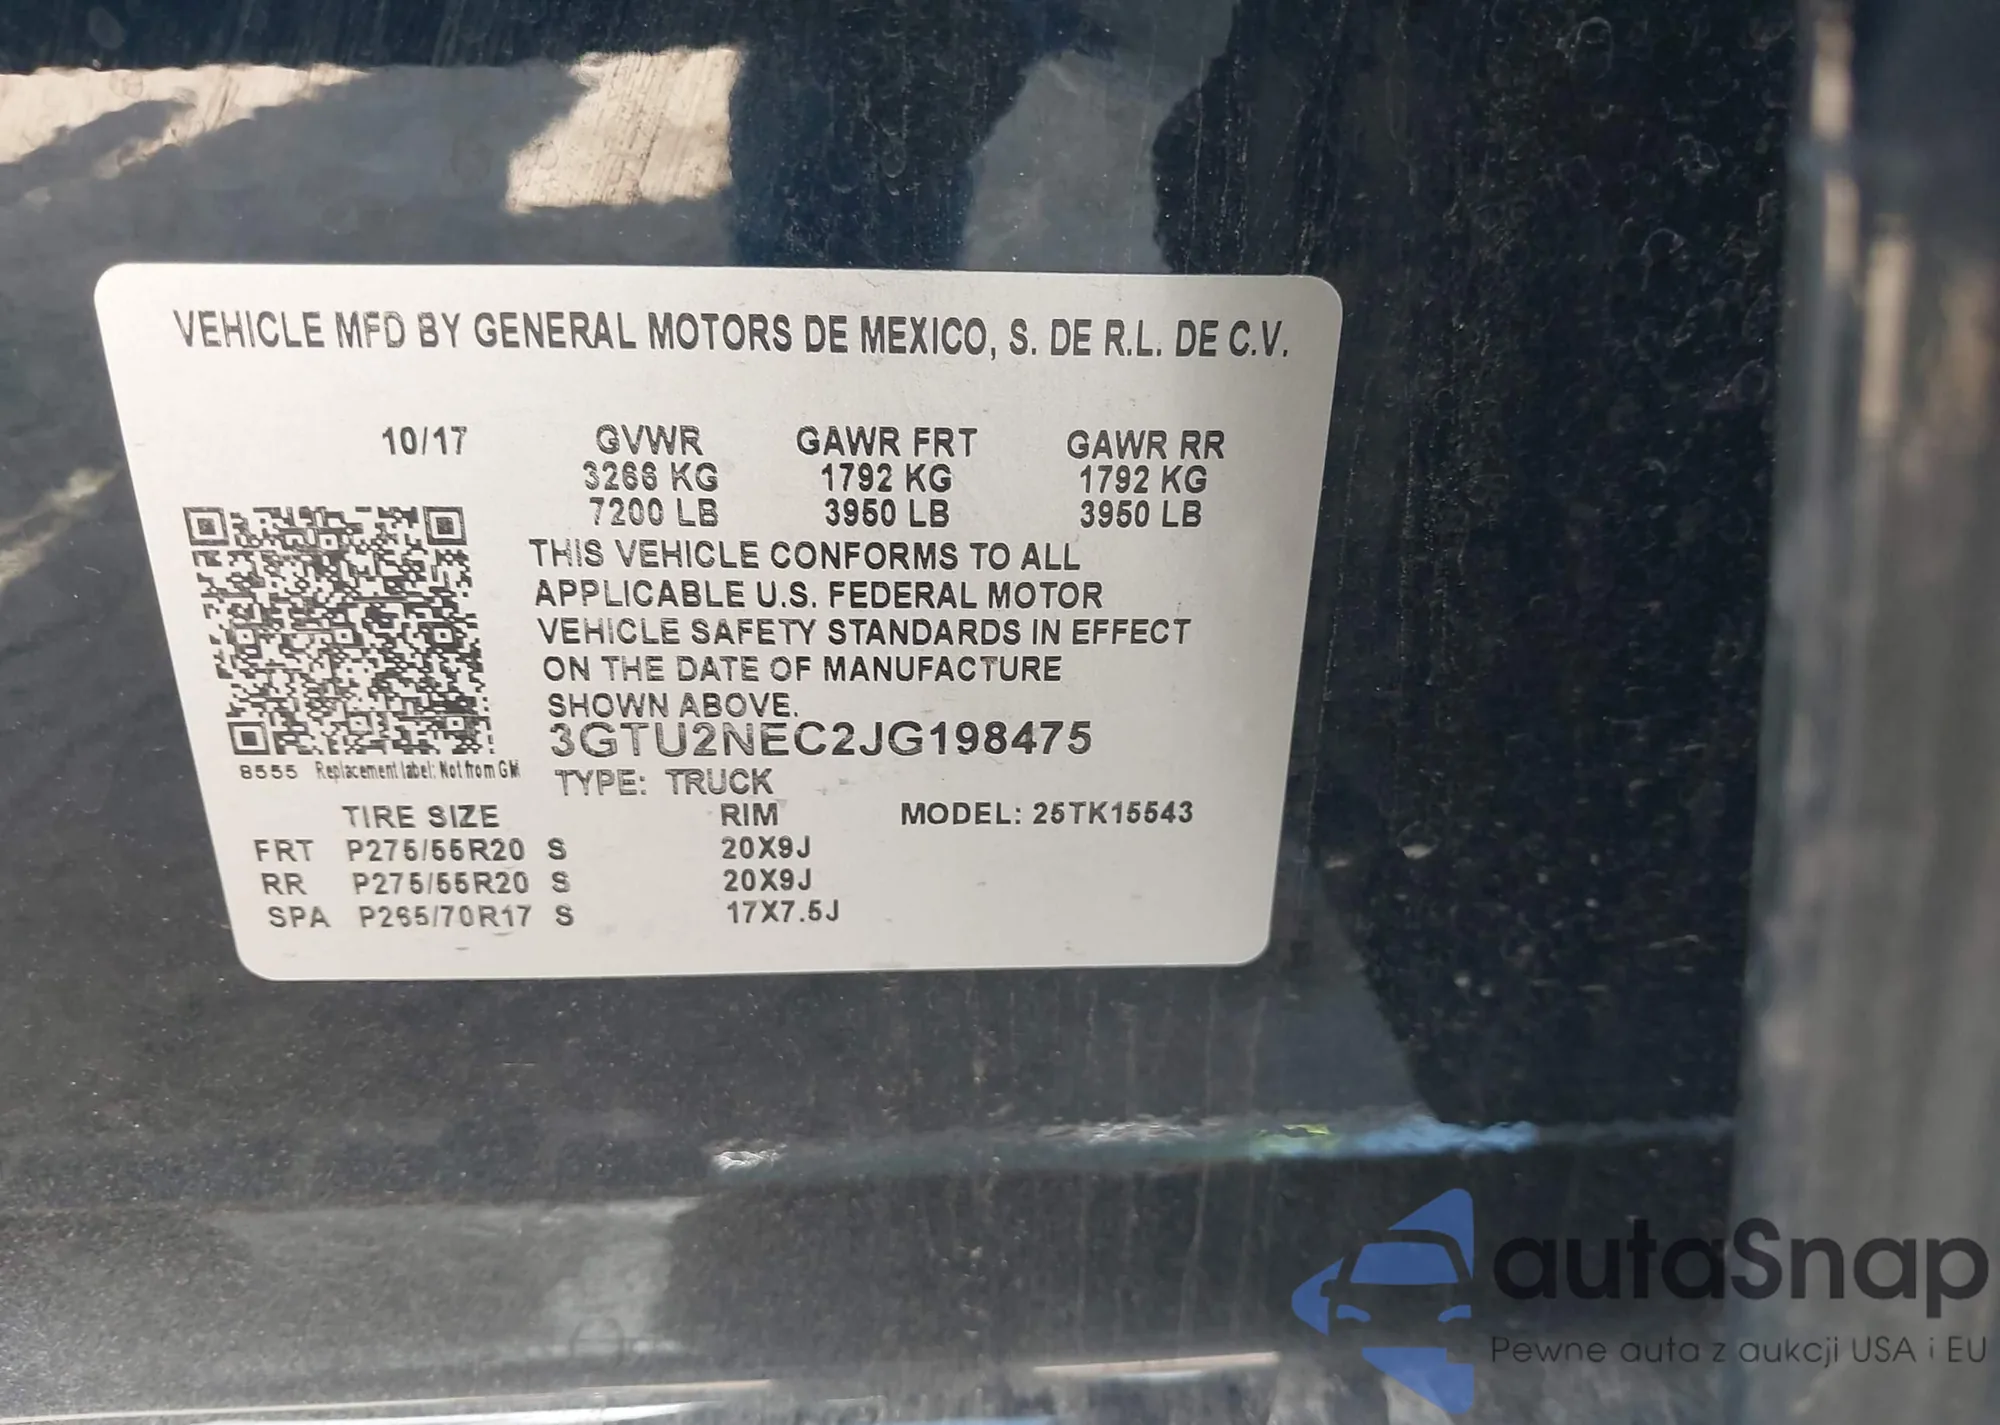 VEHICLE MFD BY GENERAL MOTORS DE MEXICO, S. DE R.L. DE C.V.
10/17 GVWR GAWR FRT GAWR RR
3266 KG 1792 KG 1792 KG
7200 LB 3950 LB 3950 LB
THIS VEHICLE CONFORMS TO ALL
APPLICABLE U.S. FEDERAL MOTOR
VEHICLE SAFETY STANDARDS IN EFFECT
ON THE DATE OF MANUFACTURE
SHOWN ABOVE.
3GTU2NEC2JG198475
8555 Replacement label: Not from GM
TYPE: TRUCK
TIRE SIZE RIM MODEL: 25TK15543
FRT P275/55R20 S 20X9J
RR P275/55R20 S 20X9J
SPA P265/70R17 S 17X7.5J
autaSnap
Pewne auta z aukcji USA i EU